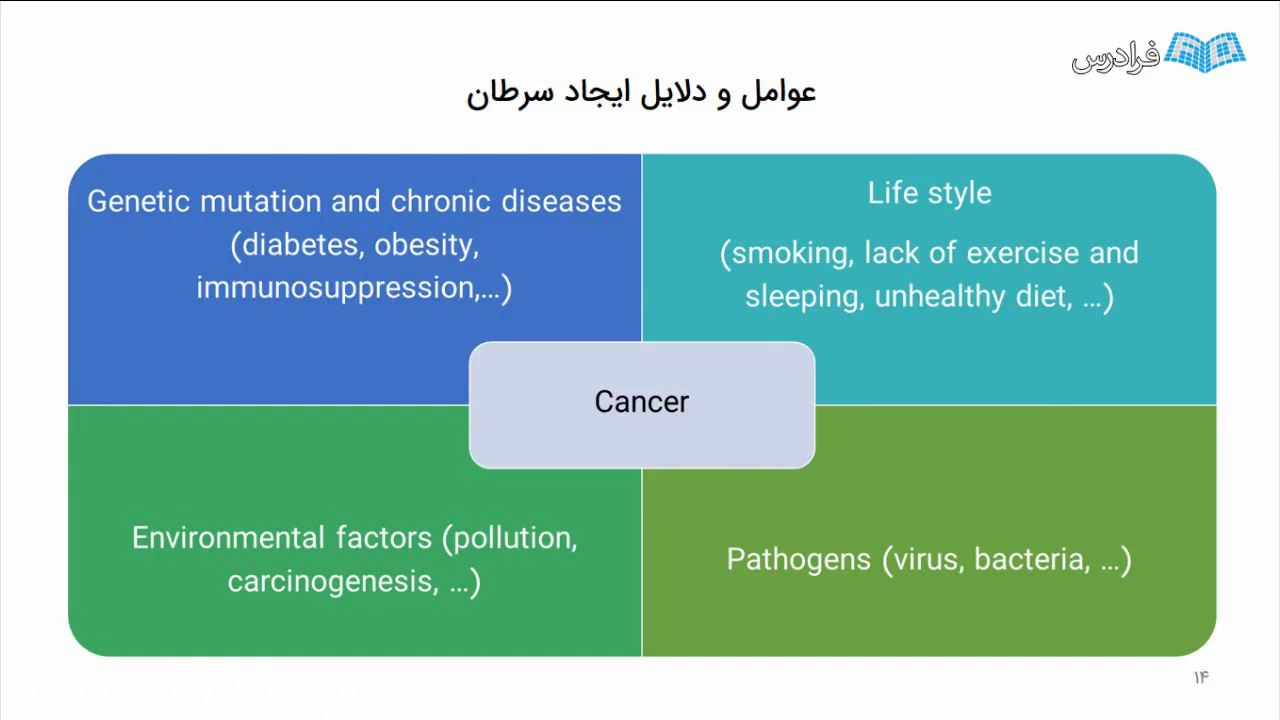 فرادرس
عوامل و دلایل ایجاد سرطان
Genetic mutation and chronic diseases
(diabetes, obesity,
immunosuppression,...)
Life style
(smoking, lack of exercise and
sleeping, unhealthy diet, ...)
Cancer
Environmental factors (pollution,
carcinogenesis, ...)
Pathogens (virus, bacteria, ...)
۱۴